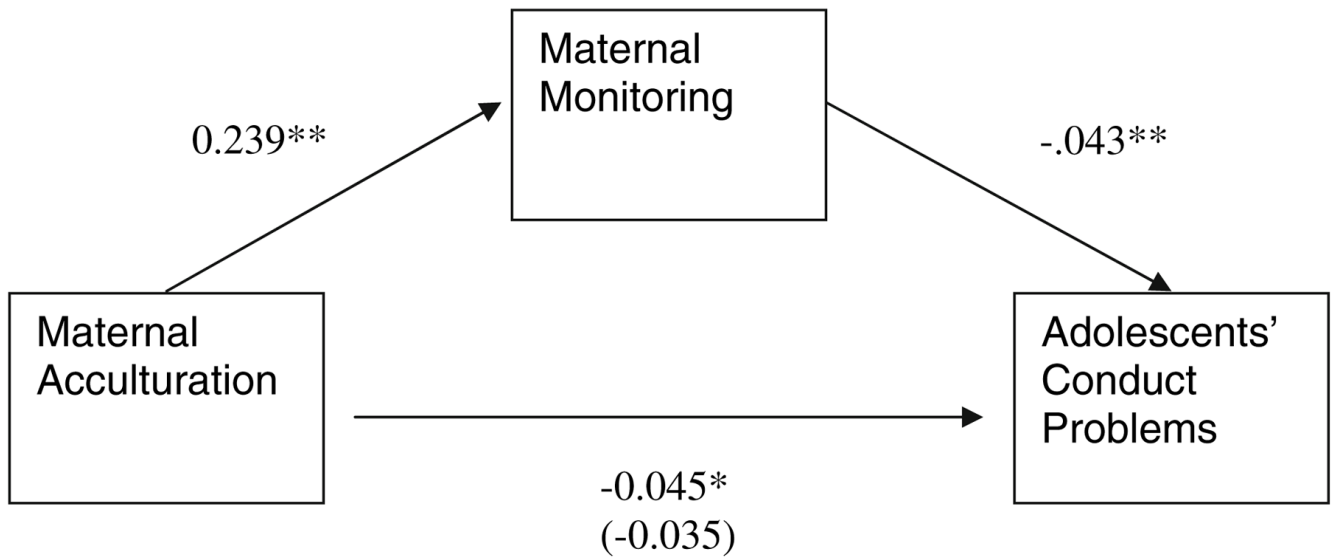 Maternal
Monitoring
0.239**
-.043**
Maternal
Acculturation
Adolescents’
Conduct
Problems
-0.045*
(-0.035)